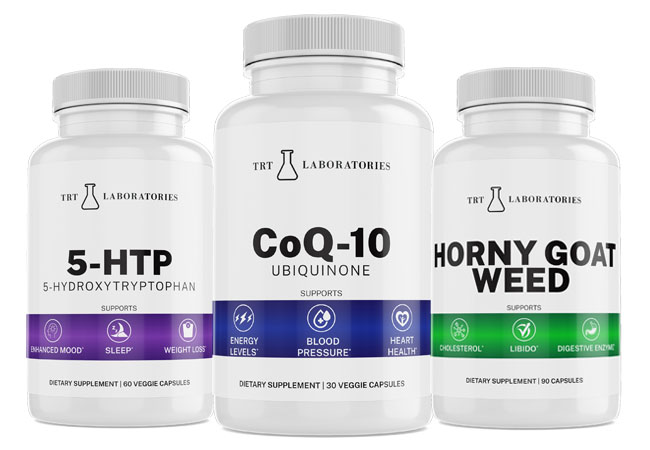 TRT LABORATORIES
5-HTP
5-HYDROXYTRYPTOPHAN
SUPPORTS
ENHANCED MOOD*
SLEEP*
WEIGHT LOSS*
DIETARY SUPPLEMENT | 60 VEGGIE CAPSULES
TRT LABORATORIES
CoQ-10
UBIQUINONE
SUPPORTS
ENERGY
LEVELS*
BLOOD
PRESSURE*
HEART
HEALTH*
DIETARY SUPPLEMENT | 30 VEGGIE CAPSULES
TRT LABORATORIES
HORNY GOAT
WEED
SUPPORTS
CHOLESTEROL*
LIBIDO*
DIGESTIVE ENZYME*
DIETARY SUPPLEMENT | 90 CAPSULES